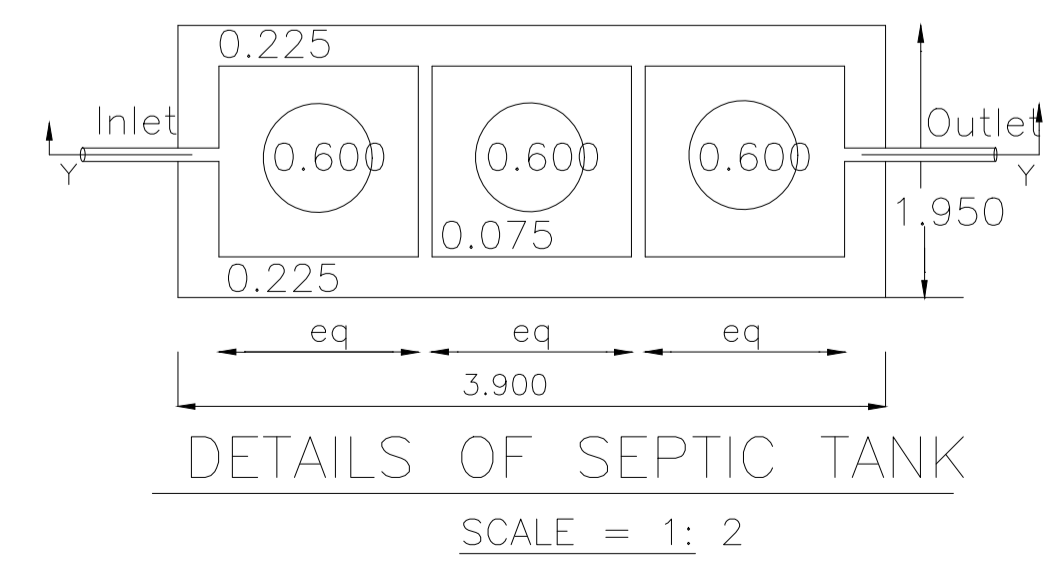 0.225
Inlet
Outlet
0.600 0.600 0.600
Y
Y
1.950
0.075
0.225
eq eq eq
3.900
DETAILS OF SEPTIC TANK
SCALE = 1: 2